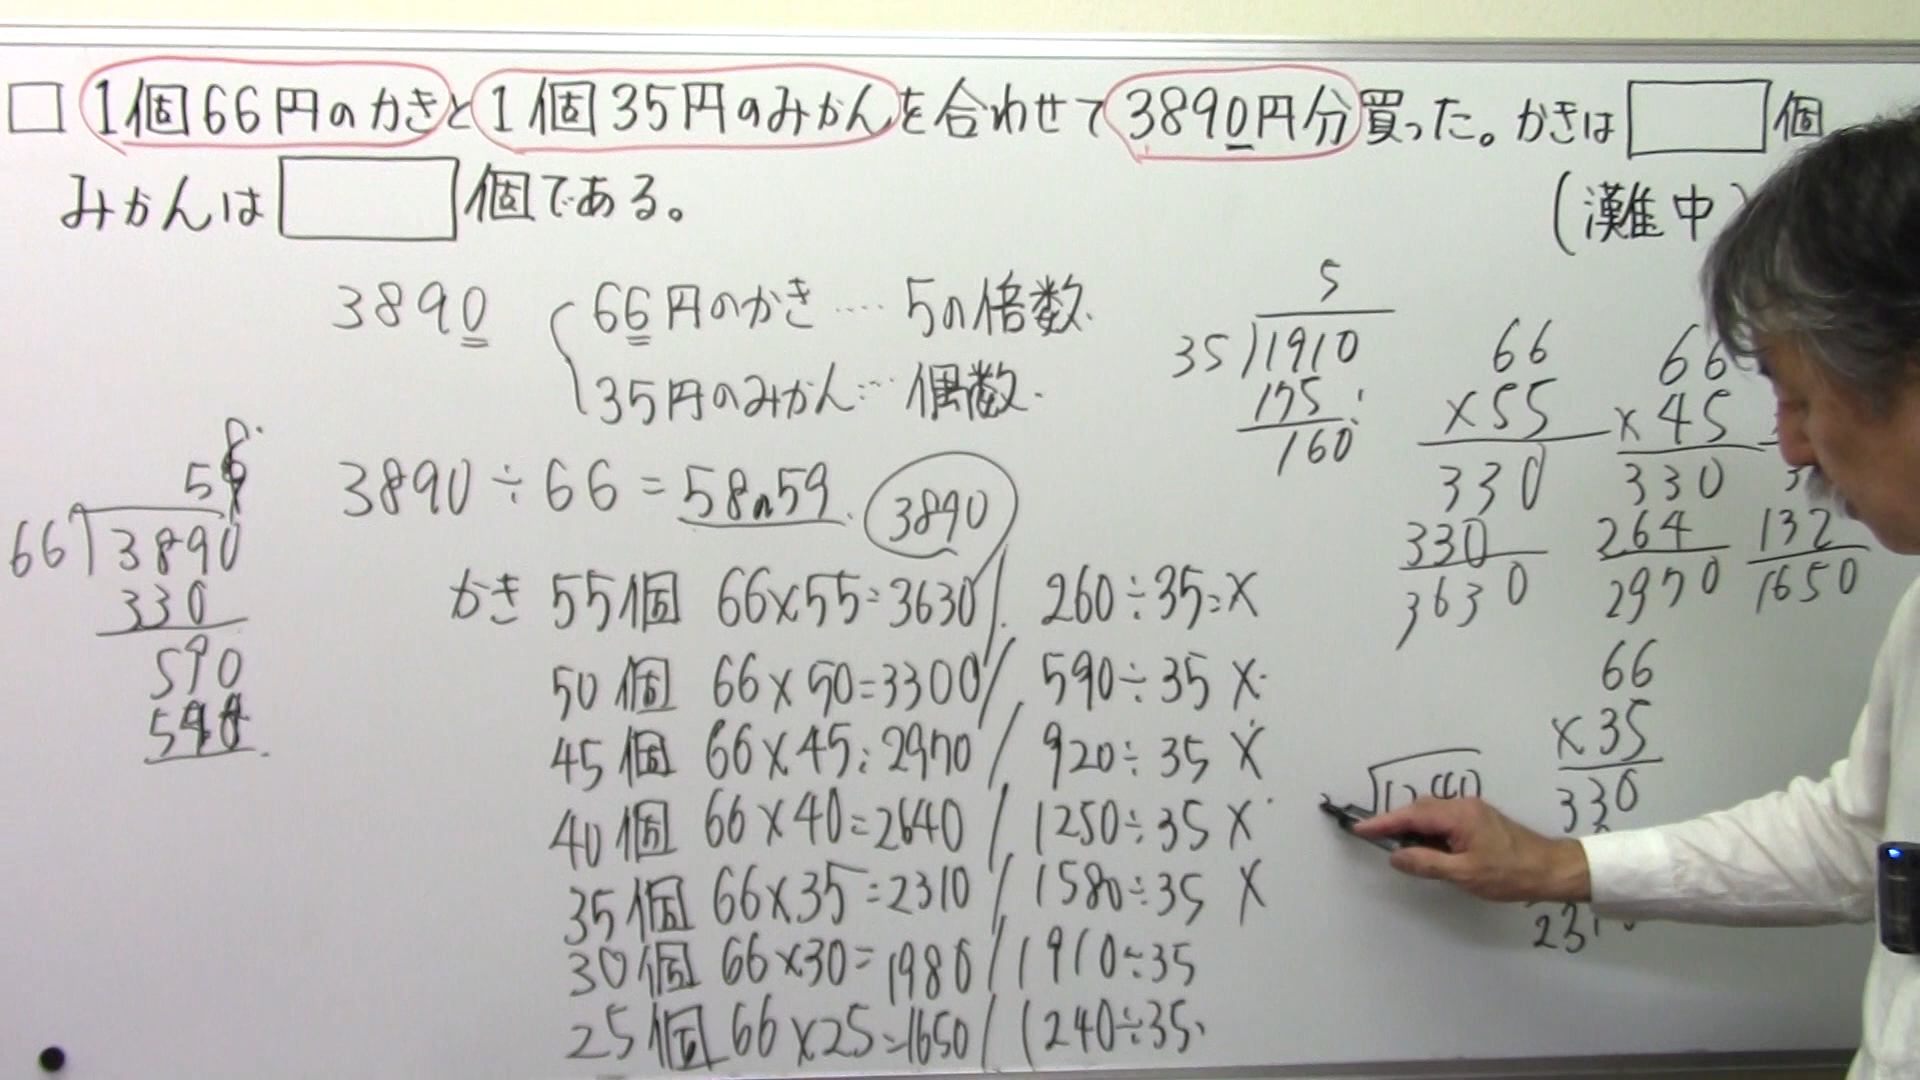 □ 1個66円のかきと1個35円のみかんを合わせて3890円分買った。かきは□個
みかんは□個である。
(灘中)
3890
66円のかき…5の倍数.
35円のみかん…偶数.
3890÷66=58n59.
3890
58
66)3890
330
590
かき 55個 66×55=3630/ 260÷35=×
50個 66×50=3300/ 590÷35 ×
45個 66×45=2970/ 920÷35 ×
40個 66×40=2640/ 1250÷35 ×
35個 66×35=2310/ 1580÷35 ×
30個 66×30=1980/1910÷35
25個 66×25=1650/1240÷35
5
35)1910
175
160
66
×55
330
330
3630
66
×45
330
264
2970
132
1650
66
×35
330